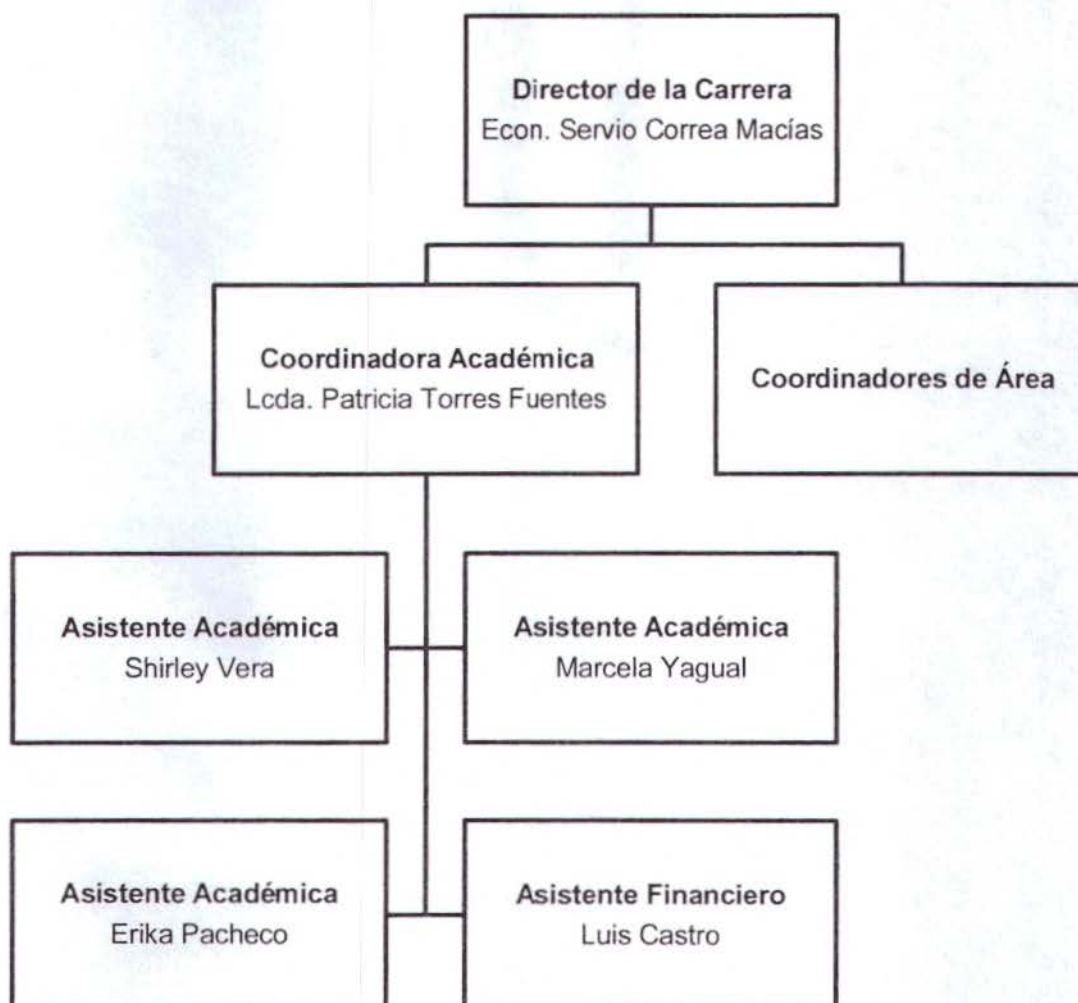 Director de la Carrera
Econ. Servio Correa Macías
Coordinadora Académica
Lcda. Patricia Torres Fuentes
Coordinadores de Área
Asistente Académica
Shirley Vera
Asistente Académica
Marcela Yagual
Asistente Académica
Erika Pacheco
Asistente Financiero
Luis Castro